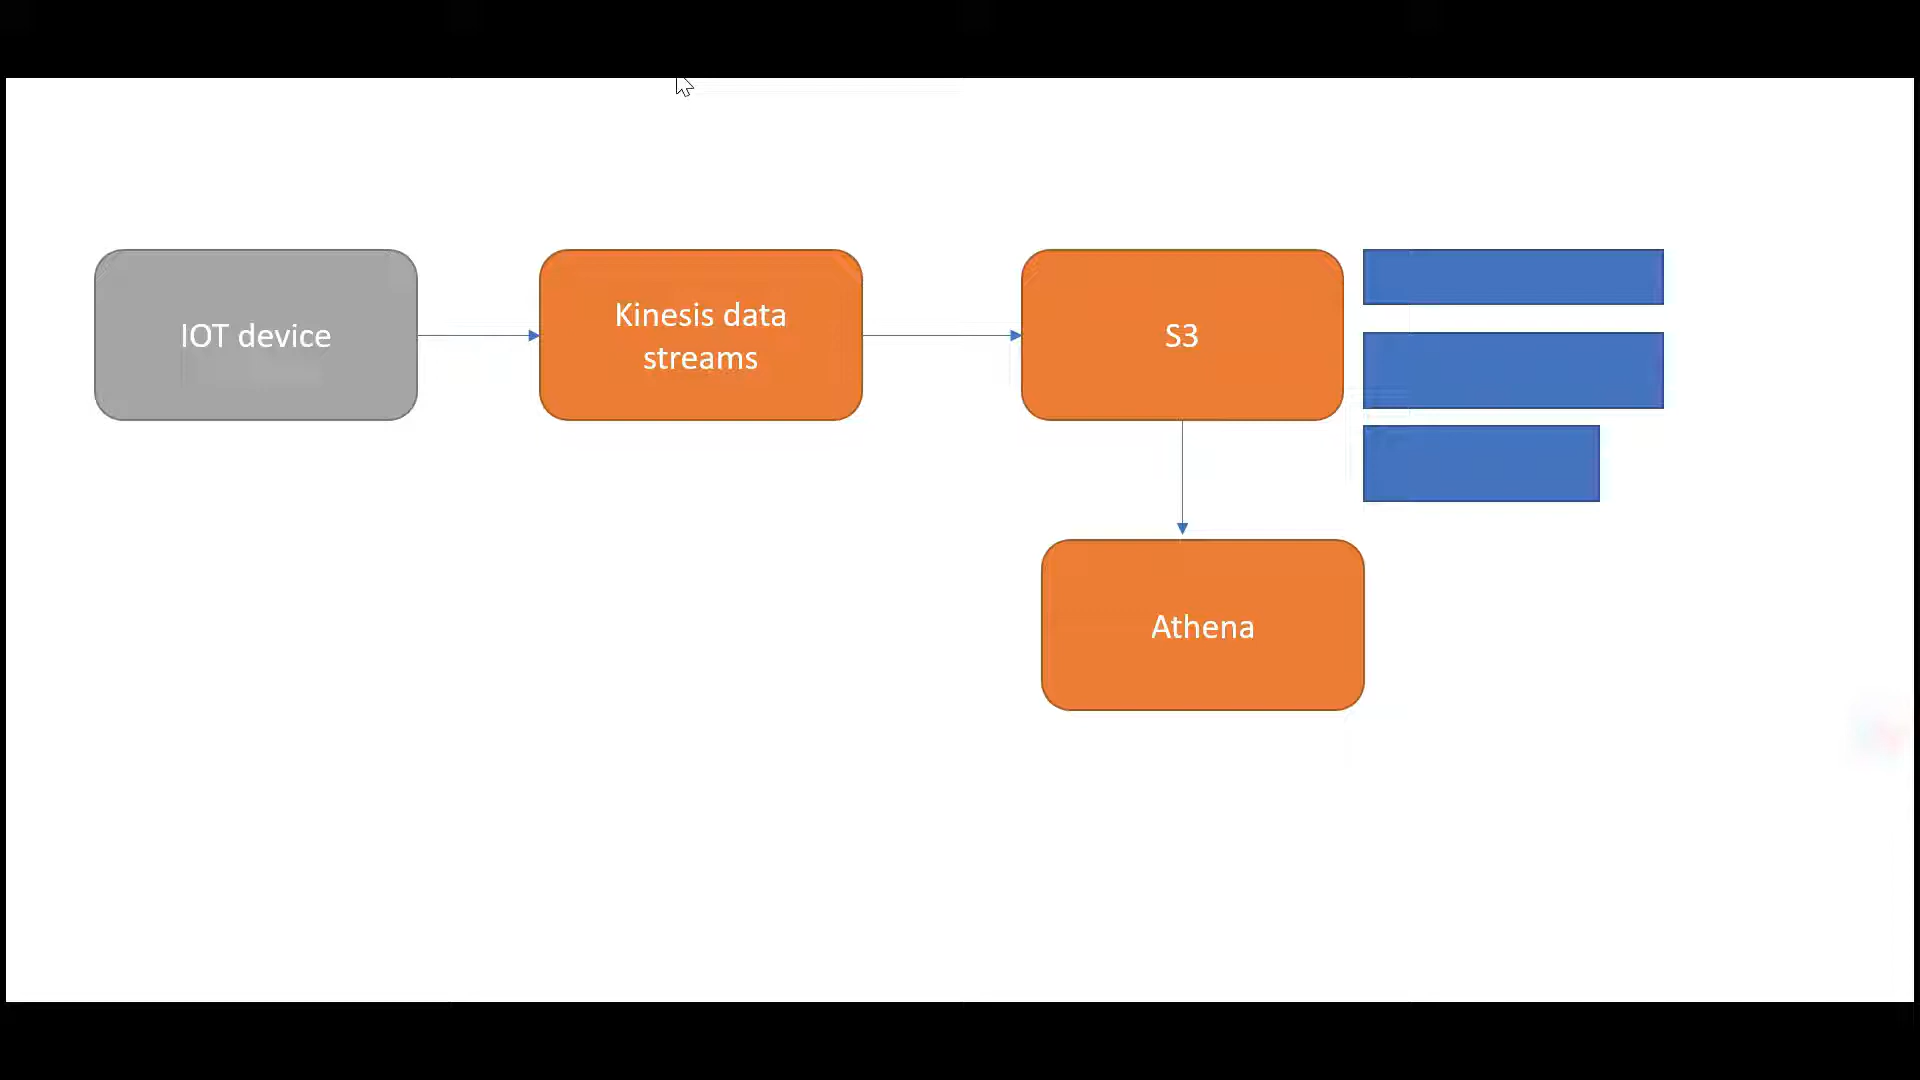 IOT device
Kinesis data
streams
S3
Athena